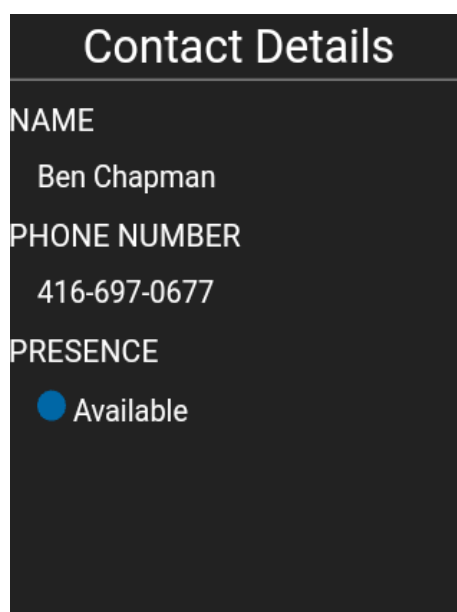 Contact Details
NAME
Ben Chapman
PHONE NUMBER
416-697-0677
PRESENCE
Available